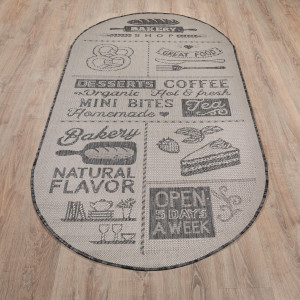 BAKERY
SHOP
GREAT FOOD
DESSERTS COFFEE
Organic Hot & fresh
MINI BITES Tea
Homemade
Bakery
NATURAL
FLAVOR
OPEN
5 DAYS
A WEEK